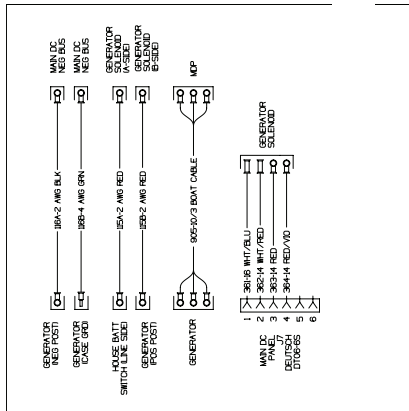 MAIN DC
NEG BUS
MAIN DC
NEG BUS
GENERATOR
SOLENOID
(A-SIDE)
GENERATOR
SOLENOID
(B-SIDE)
MDP
116A-2 AWG BLK
116B-4 AWG GRN
115A-2 AWG RED
115B-2 AWG RED
905-10/3 BOAT CABLE
GENERATOR
(NEG POST)
GENERATOR
(CASE GRD)
HOUSE BATT
SWITCH (LINE SIDE)
GENERATOR
(POS POST)
GENERATOR
GENERATOR
SOLENOID
361-16 WHT/BLU
362-14 WHT/RED
363-14 RED
364-14 RED/VIO
1
2
3
4
5
6
MAIN DC
PANEL
J7
DEUTSCH
DT06-6S